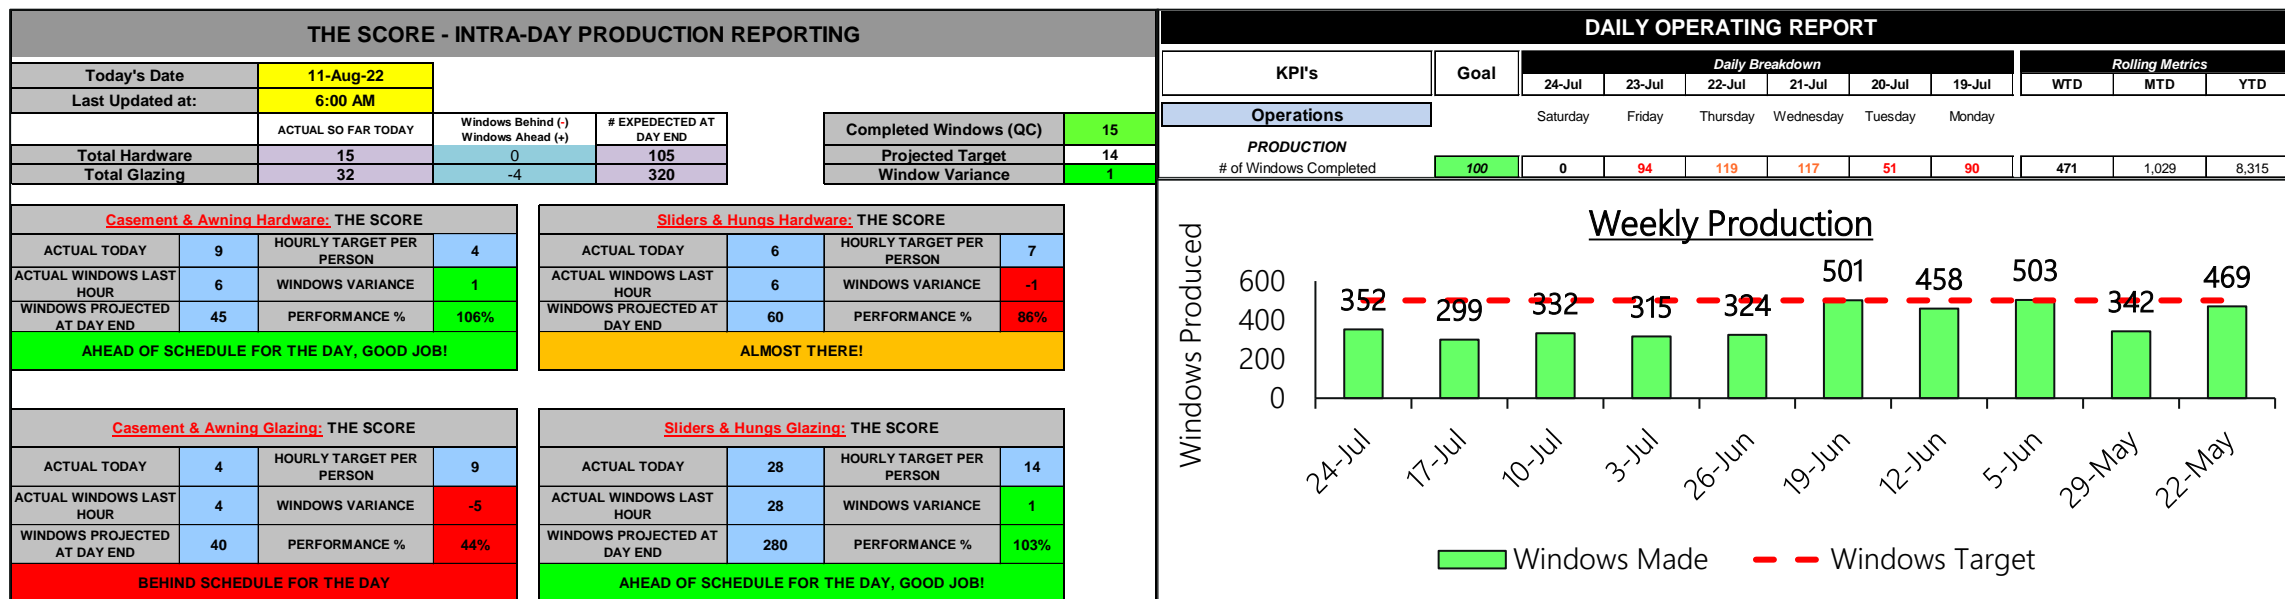 THE SCORE - INTRA-DAY PRODUCTION REPORTING
Today's Date 11-Aug-22
Last Updated at: 6:00 AM
ACTUAL SO FAR TODAY
Windows Behind (-)
Windows Ahead (+)
# EXPEDECTED AT
DAY END
Total Hardware 15 0 105
Total Glazing 32 -4 320
Completed Windows (QC) 15
Projected Target 14
Window Variance 1
Casement & Awning Hardware: THE SCORE
ACTUAL TODAY 9
HOURLY TARGET PER
PERSON
4
ACTUAL WINDOWS LAST
HOUR
6 WINDOWS VARIANCE 1
WINDOWS PROJECTED
AT DAY END
45 PERFORMANCE % 106%
AHEAD OF SCHEDULE FOR THE DAY, GOOD JOB!
Sliders & Hungs Hardware: THE SCORE
ACTUAL TODAY 6
HOURLY TARGET PER
PERSON
7
ACTUAL WINDOWS LAST
HOUR
6 WINDOWS VARIANCE -1
WINDOWS PROJECTED AT
DAY END
60 PERFORMANCE % 86%
ALMOST THERE!
Casement & Awning Glazing: THE SCORE
ACTUAL TODAY 4
HOURLY TARGET PER
PERSON
9
ACTUAL WINDOWS LAST
HOUR
4 WINDOWS VARIANCE -5
WINDOWS PROJECTED
AT DAY END
40 PERFORMANCE % 44%
BEHIND SCHEDULE FOR THE DAY
Sliders & Hungs Glazing: THE SCORE
ACTUAL TODAY 28
HOURLY TARGET PER
PERSON
14
ACTUAL WINDOWS LAST
HOUR
28 WINDOWS VARIANCE 1
WINDOWS PROJECTED AT
DAY END
280 PERFORMANCE % 103%
AHEAD OF SCHEDULE FOR THE DAY, GOOD JOB!
DAILY OPERATING REPORT
KPI's Goal
Daily Breakdown Rolling Metrics
24-Jul 23-Jul 22-Jul 21-Jul 20-Jul 19-Jul WTD MTD YTD
Operations Saturday Friday Thursday Wednesday Tuesday Monday
PRODUCTION
# of Windows Completed 100 0 94 119 117 51 90 471 1,029 8,315
Weekly Production
Windows Produced
600
400
200
0
352 299 332 315 324 501 458 503 342 469
24-Jul 17-Jul 10-Jul 3-Jul 26-Jun 19-Jun 12-Jun 5-Jun 29-May 22-May
Windows Made Windows Target